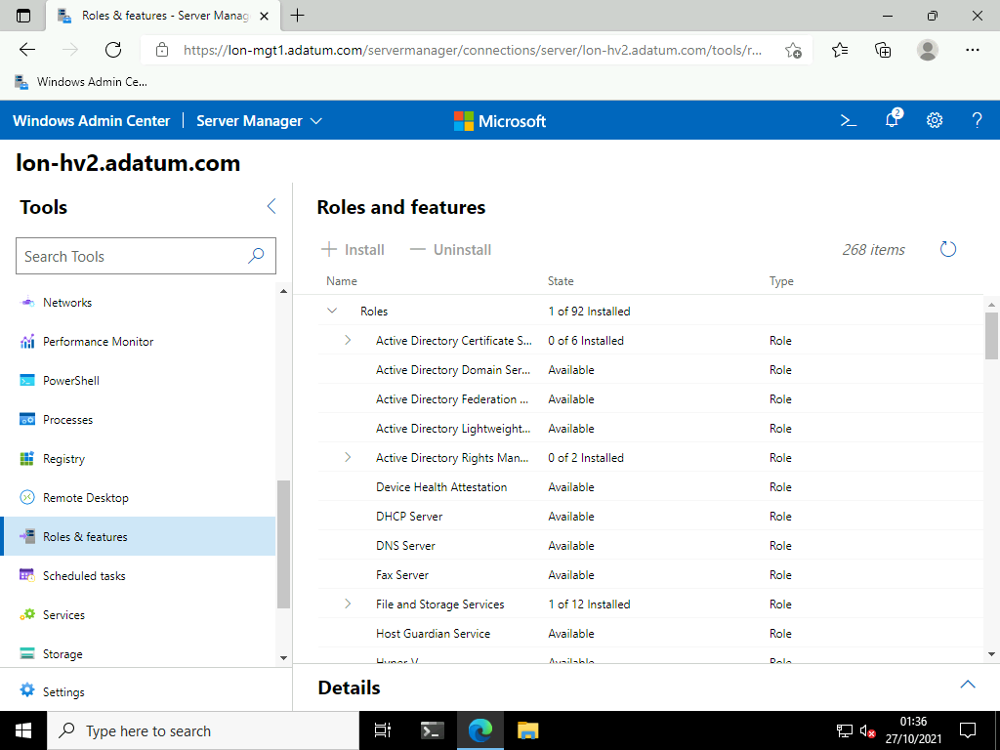 Roles & features - Server Manag
https://lon-mgt1.adatum.com/servermanager/connections/server/lon-hv2.adatum.com/tools/r...
Windows Admin Ce...
Windows Admin Center | Server Manager
Microsoft
2
?
lon-hv2.adatum.com
Tools
Search Tools
Networks
Performance Monitor
PowerShell
Processes
Registry
Remote Desktop
Roles & features
Scheduled tasks
Services
Storage
Settings
Roles and features
Install Uninstall 268 items
Name State Type
Roles 1 of 92 Installed
Active Directory Certificate S... 0 of 6 Installed Role
Active Directory Domain Ser... Available Role
Active Directory Federation ... Available Role
Active Directory Lightweight... Available Role
Active Directory Rights Man... 0 of 2 Installed Role
Device Health Attestation Available Role
DHCP Server Available Role
DNS Server Available Role
Fax Server Available Role
File and Storage Services 1 of 12 Installed Role
Host Guardian Service Available Role
Hyper-V Available Role
Details
Type here to search
01:36
27/10/2021